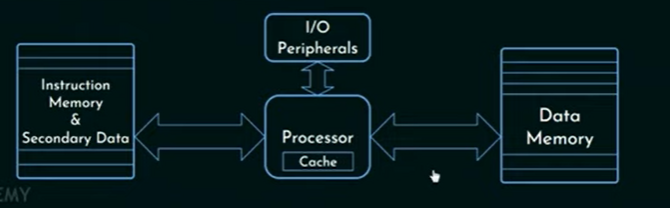 I/O
Peripherals
Instruction
Memory
&
Secondary Data
Processor
Cache
Data
Memory
EMY